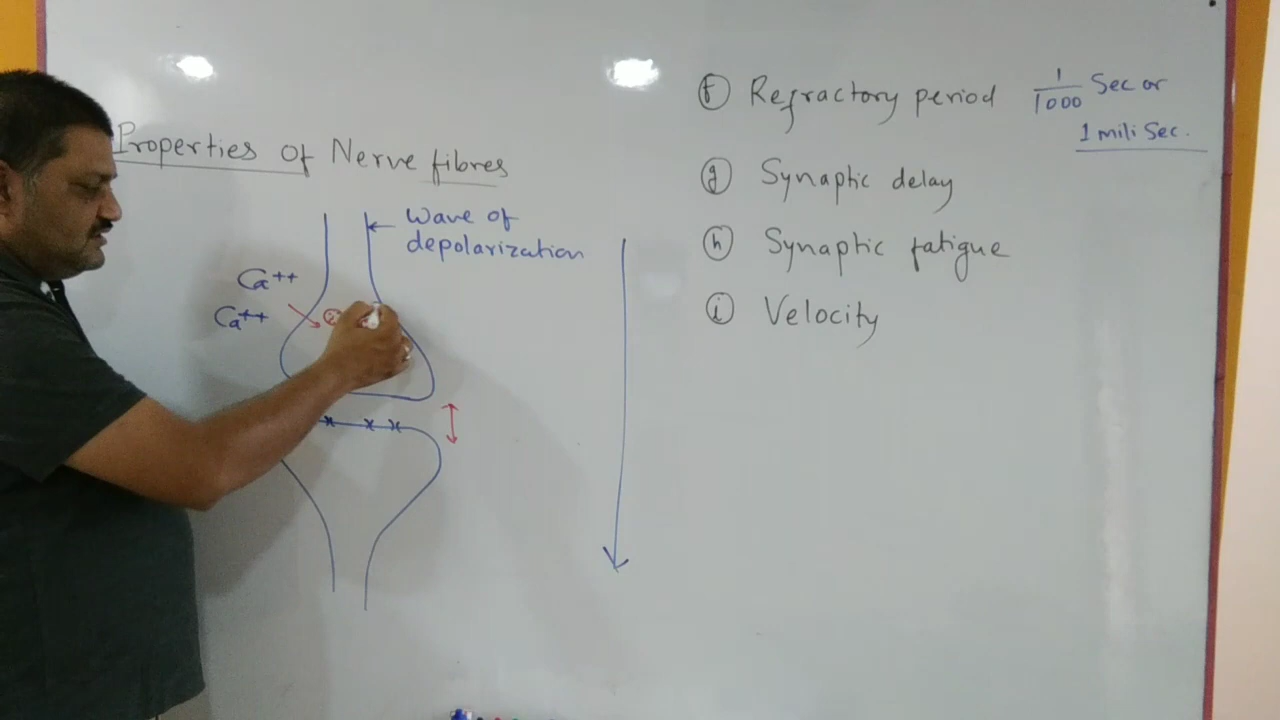 Properties of Nerve fibres
Wave of
depolarization
Ca++
Ca++
f Refractory period 1/1000 Sec or
1 mili Sec.
g Synaptic delay
h Synaptic fatigue
i Velocity